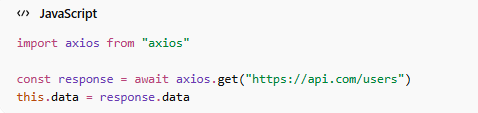 </> JavaScript
import axios from "axios"
const response = await axios.get("https://api.com/users")
this.data = response.data